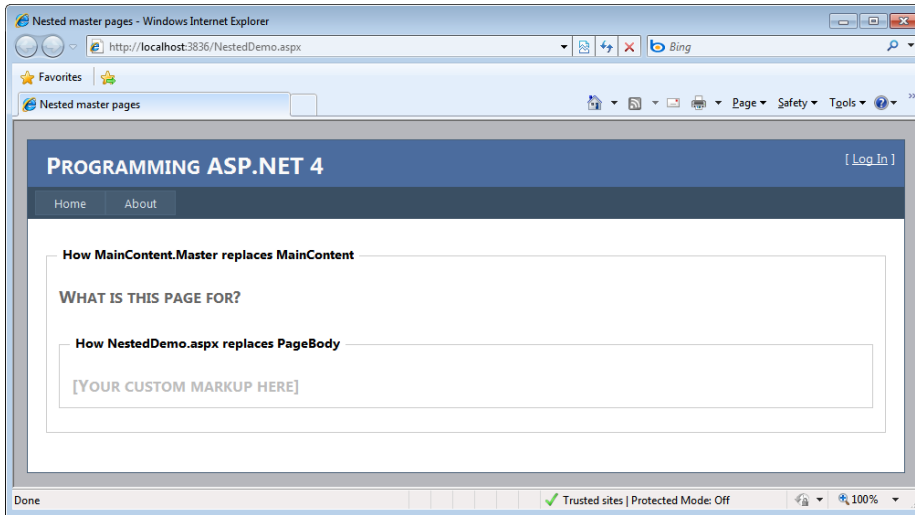 Nested master pages - Windows Internet Explorer
http://localhost:3836/NestedDemo.aspx
Bing
Favorites
Nested master pages
Page
Safety
Tools
PROGRAMMING ASP.NET 4
[ Log In ]
Home
About
How MainContent.Master replaces MainContent
WHAT IS THIS PAGE FOR?
How NestedDemo.aspx replaces PageBody
[YOUR CUSTOM MARKUP HERE]
Done
Trusted sites | Protected Mode: Off
100%